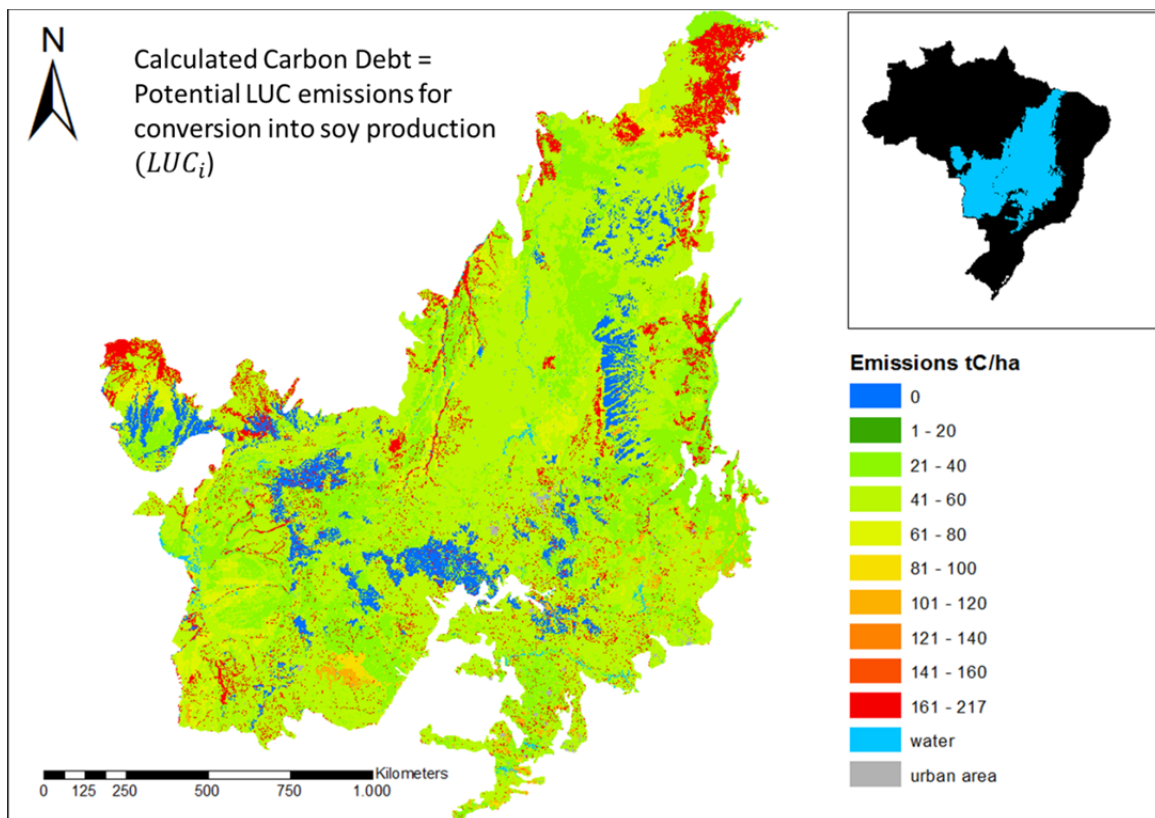 N
Calculated Carbon Debt =
Potential LUC emissions for
conversion into soy production
(LUCᵢ)
Emissions tC/ha
0
1 - 20
21 - 40
41 - 60
61 - 80
81 - 100
101 - 120
121 - 140
141 - 160
161 - 217
water
urban area
Kilometers
0 125 250 500 750 1.000